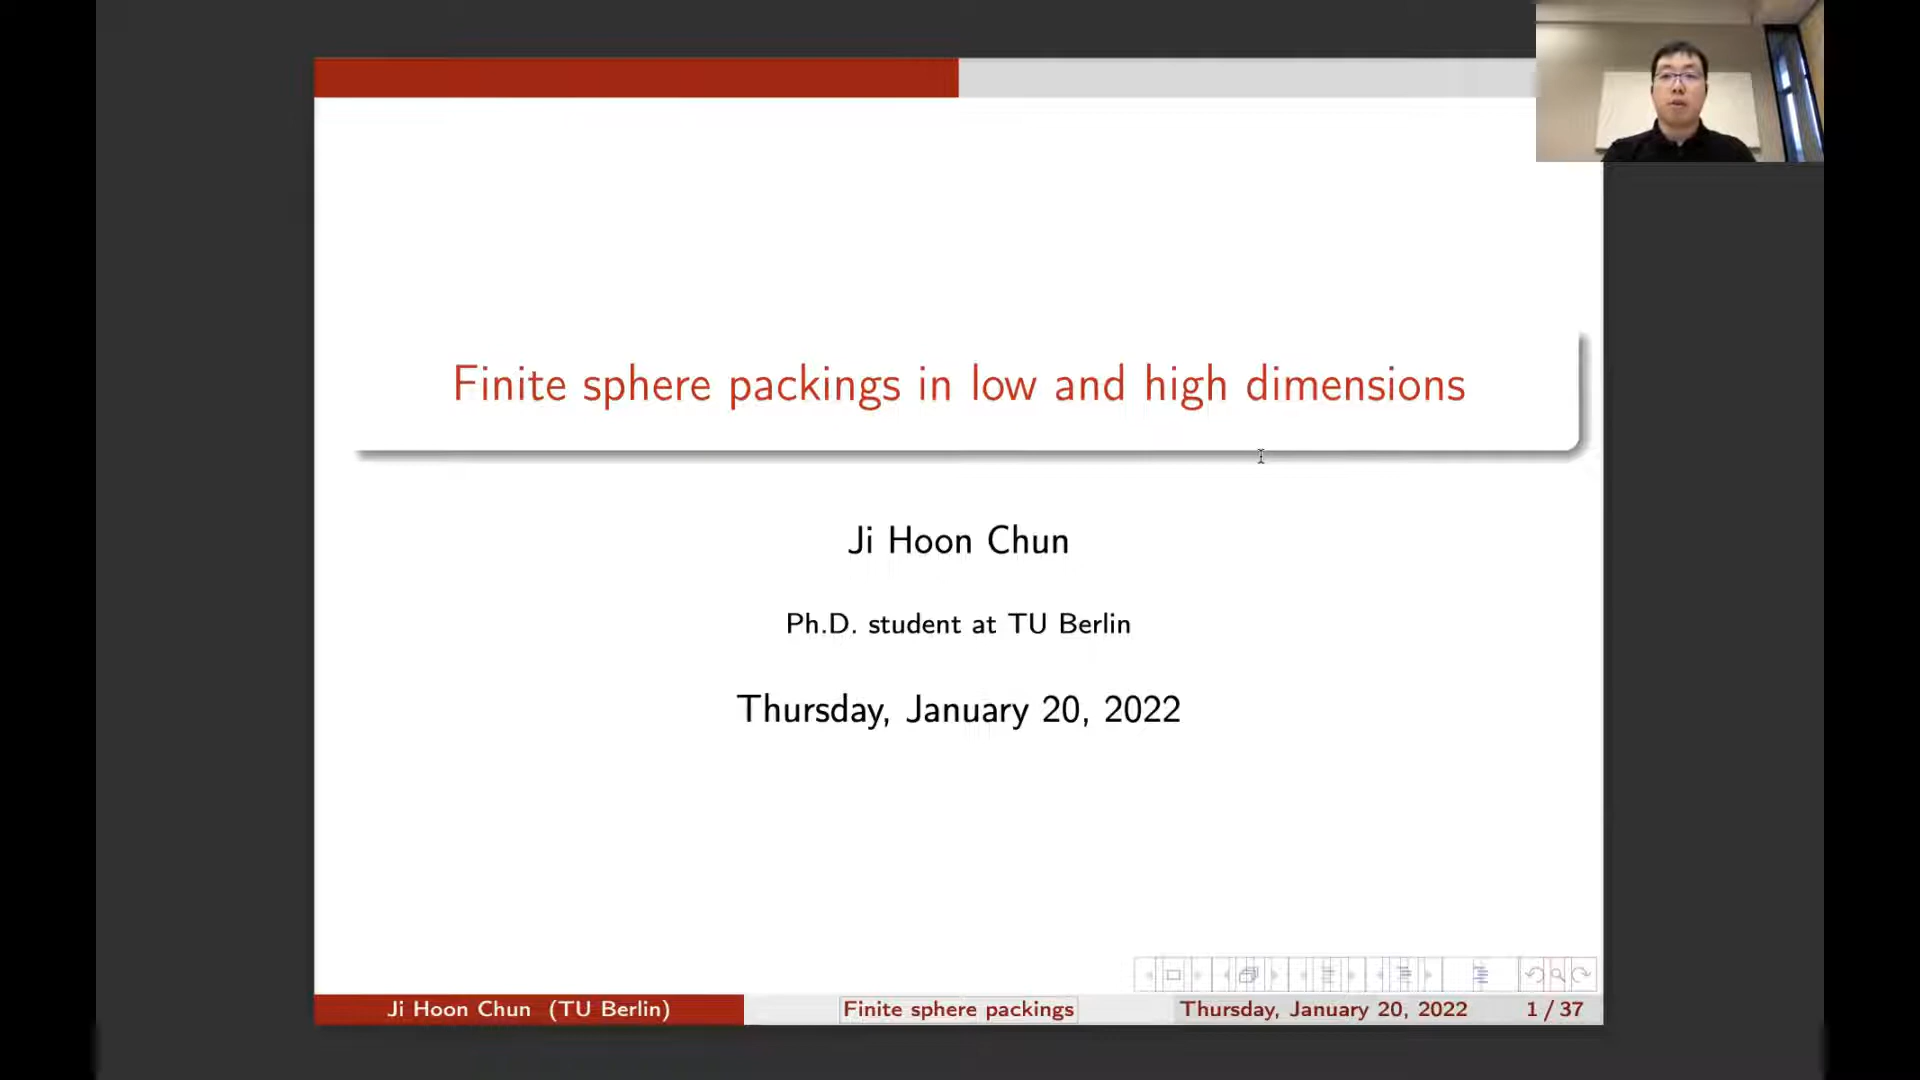 Finite sphere packings in low and high dimensions
Ji Hoon Chun
Ph.D. student at TU Berlin
Thursday, January 20, 2022
Ji Hoon Chun (TU Berlin) Finite sphere packings Thursday, January 20, 2022 1 / 37